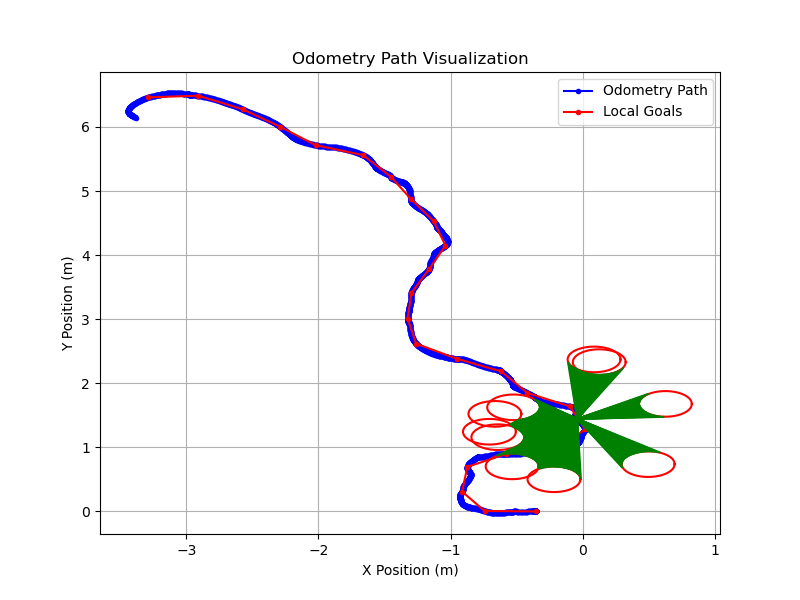 Odometry Path Visualization
Odometry Path
Local Goals
Y Position (m)
6
5
4
3
2
1
0
−3
−2
−1
0
1
X Position (m)